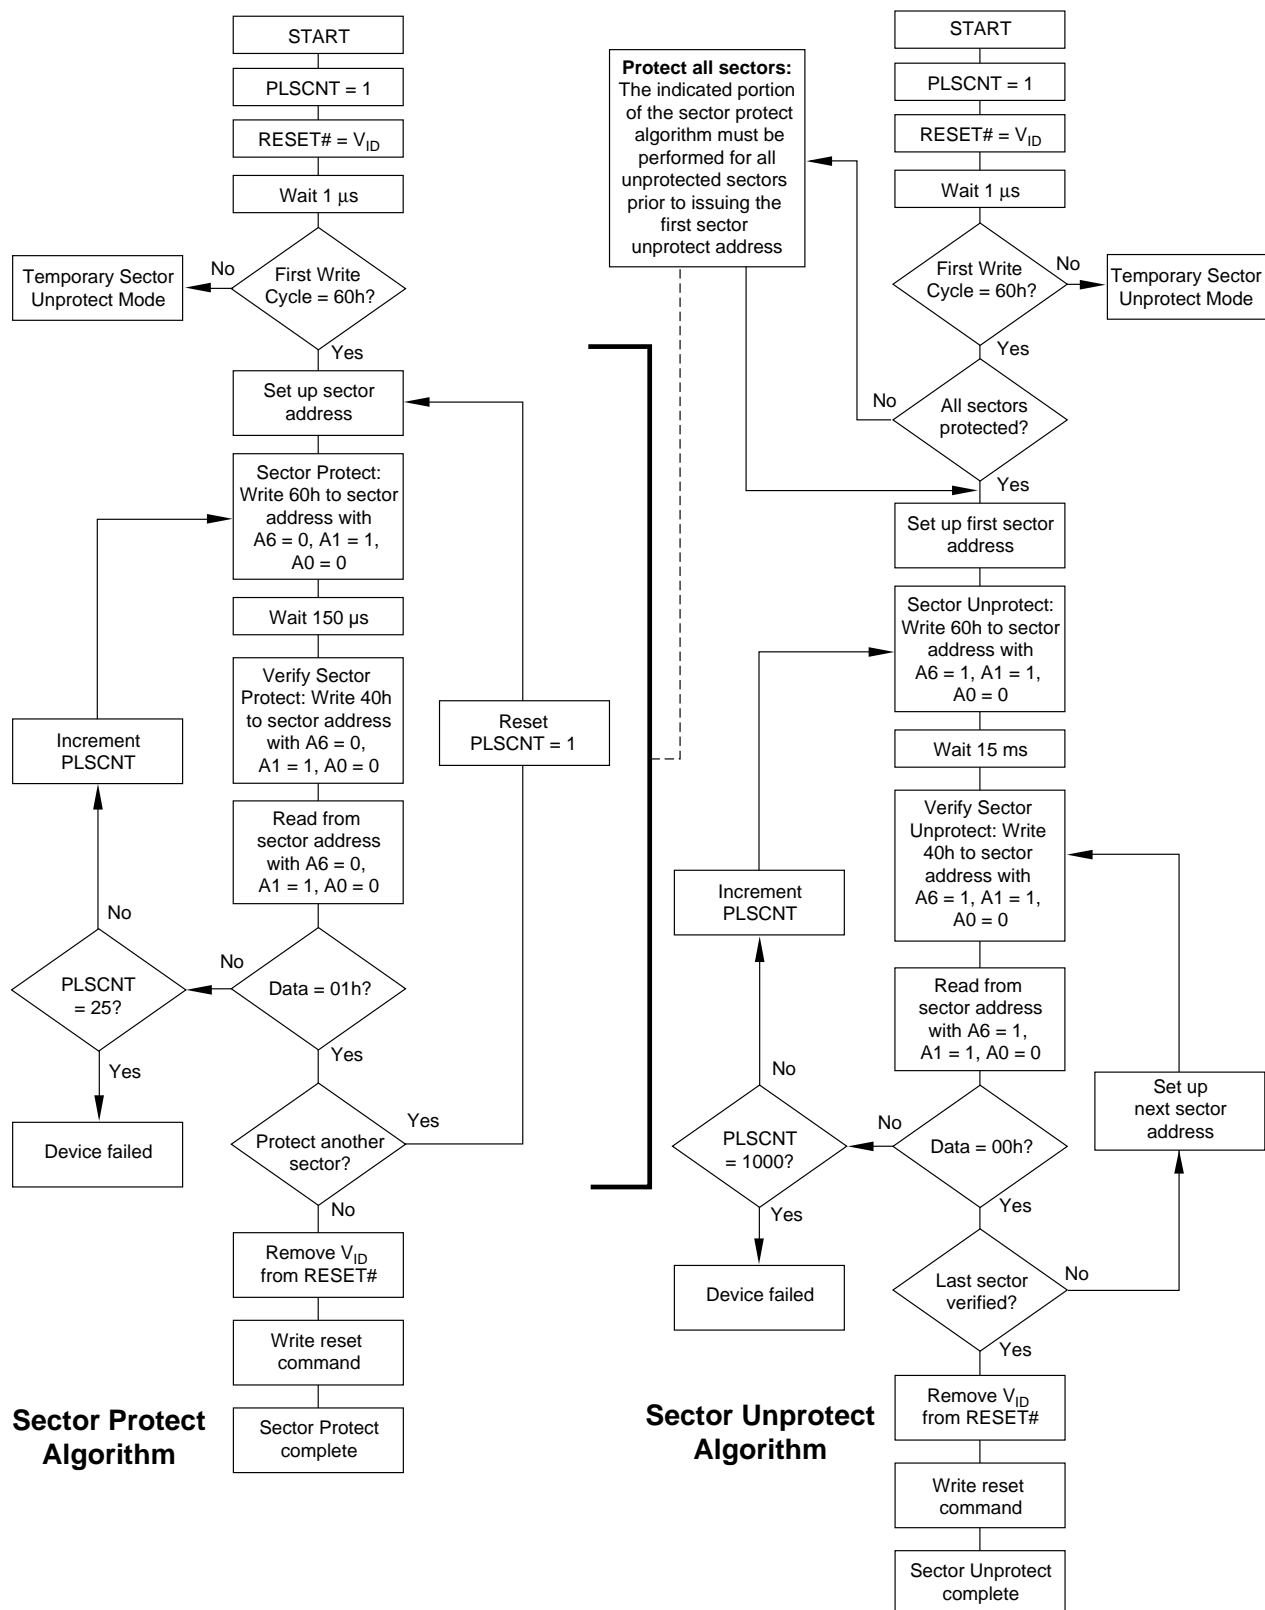 START
PLSCNT = 1
RESET# = VID
Wait 1 μs
First Write
Cycle = 60h?
No
Temporary Sector
Unprotect Mode
Yes
Set up sector
address
Sector Protect:
Write 60h to sector
address with
A6 = 0, A1 = 1,
A0 = 0
Wait 150 µs
Verify Sector
Protect: Write 40h
to sector address
with A6 = 0,
A1 = 1, A0 = 0
Increment
PLSCNT
Reset
PLSCNT = 1
Read from
sector address
with A6 = 0,
A1 = 1, A0 = 0
No
PLSCNT
= 25?
No
Data = 01h?
Yes
Yes
Device failed
Protect another
sector?
Yes
No
Remove VID
from RESET#
Write reset
command
Sector Protect
complete
Sector Protect
Algorithm
Protect all sectors:
The indicated portion
of the sector protect
algorithm must be
performed for all
unprotected sectors
prior to issuing the
first sector
unprotect address
START
PLSCNT = 1
RESET# = VID
Wait 1 μs
First Write
Cycle = 60h?
No
Temporary Sector
Unprotect Mode
Yes
No
All sectors
protected?
Yes
Set up first sector
address
Sector Unprotect:
Write 60h to sector
address with
A6 = 1, A1 = 1,
A0 = 0
Wait 15 ms
Verify Sector
Unprotect: Write
40h to sector
address with
A6 = 1, A1 = 1,
A0 = 0
Increment
PLSCNT
Read from
sector address
with A6 = 1,
A1 = 1, A0 = 0
No
Set up
next sector
address
PLSCNT
= 1000?
No
Data = 00h?
Yes
Yes
Device failed
Last sector
verified?
No
Yes
Remove VID
from RESET#
Write reset
command
Sector Unprotect
complete
Sector Unprotect
Algorithm